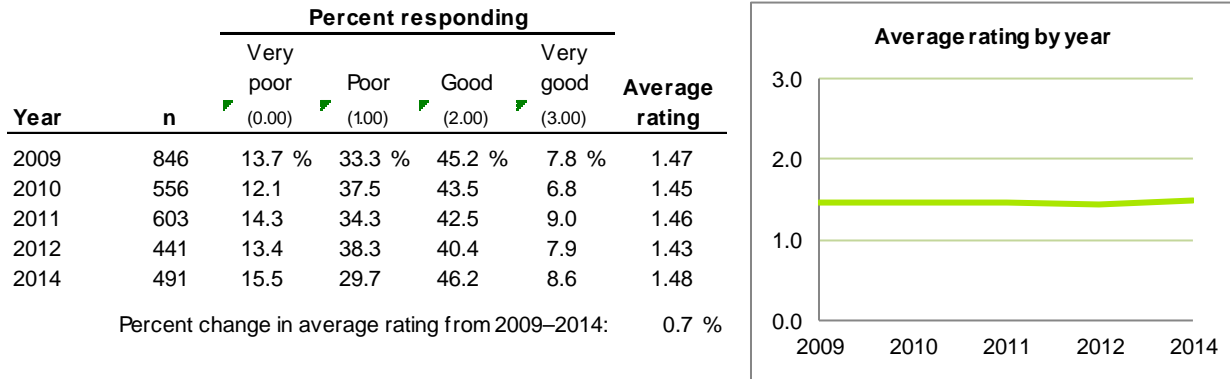 Percent responding
Very poor Poor Good Very good Average rating
Year n (0.00) (1.00) (2.00) (3.00)
2009 846 13.7 % 33.3 % 45.2 % 7.8 % 1.47
2010 556 12.1 37.5 43.5 6.8 1.45
2011 603 14.3 34.3 42.5 9.0 1.46
2012 441 13.4 38.3 40.4 7.9 1.43
2014 491 15.5 29.7 46.2 8.6 1.48
Percent change in average rating from 2009–2014: 0.7 %
Average rating by year
3.0
2.0
1.0
0.0
2009 2010 2011 2012 2014